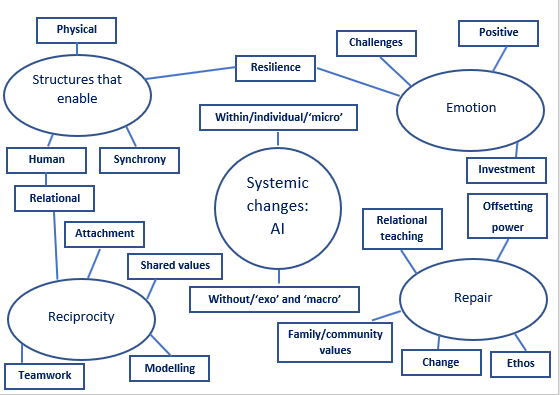 Physical
Positive
Challenges
Structures that
enable
Resilience
Emotion
Within/individual/‘micro’
Human
Synchrony
Investment
Systemic
changes:
AI
Relational
Offsetting
power
Relational
teaching
Attachment
Shared values
Without/‘exo’ and ‘macro’
Repair
Reciprocity
Family/community
values
Change
Ethos
Modelling
Teamwork